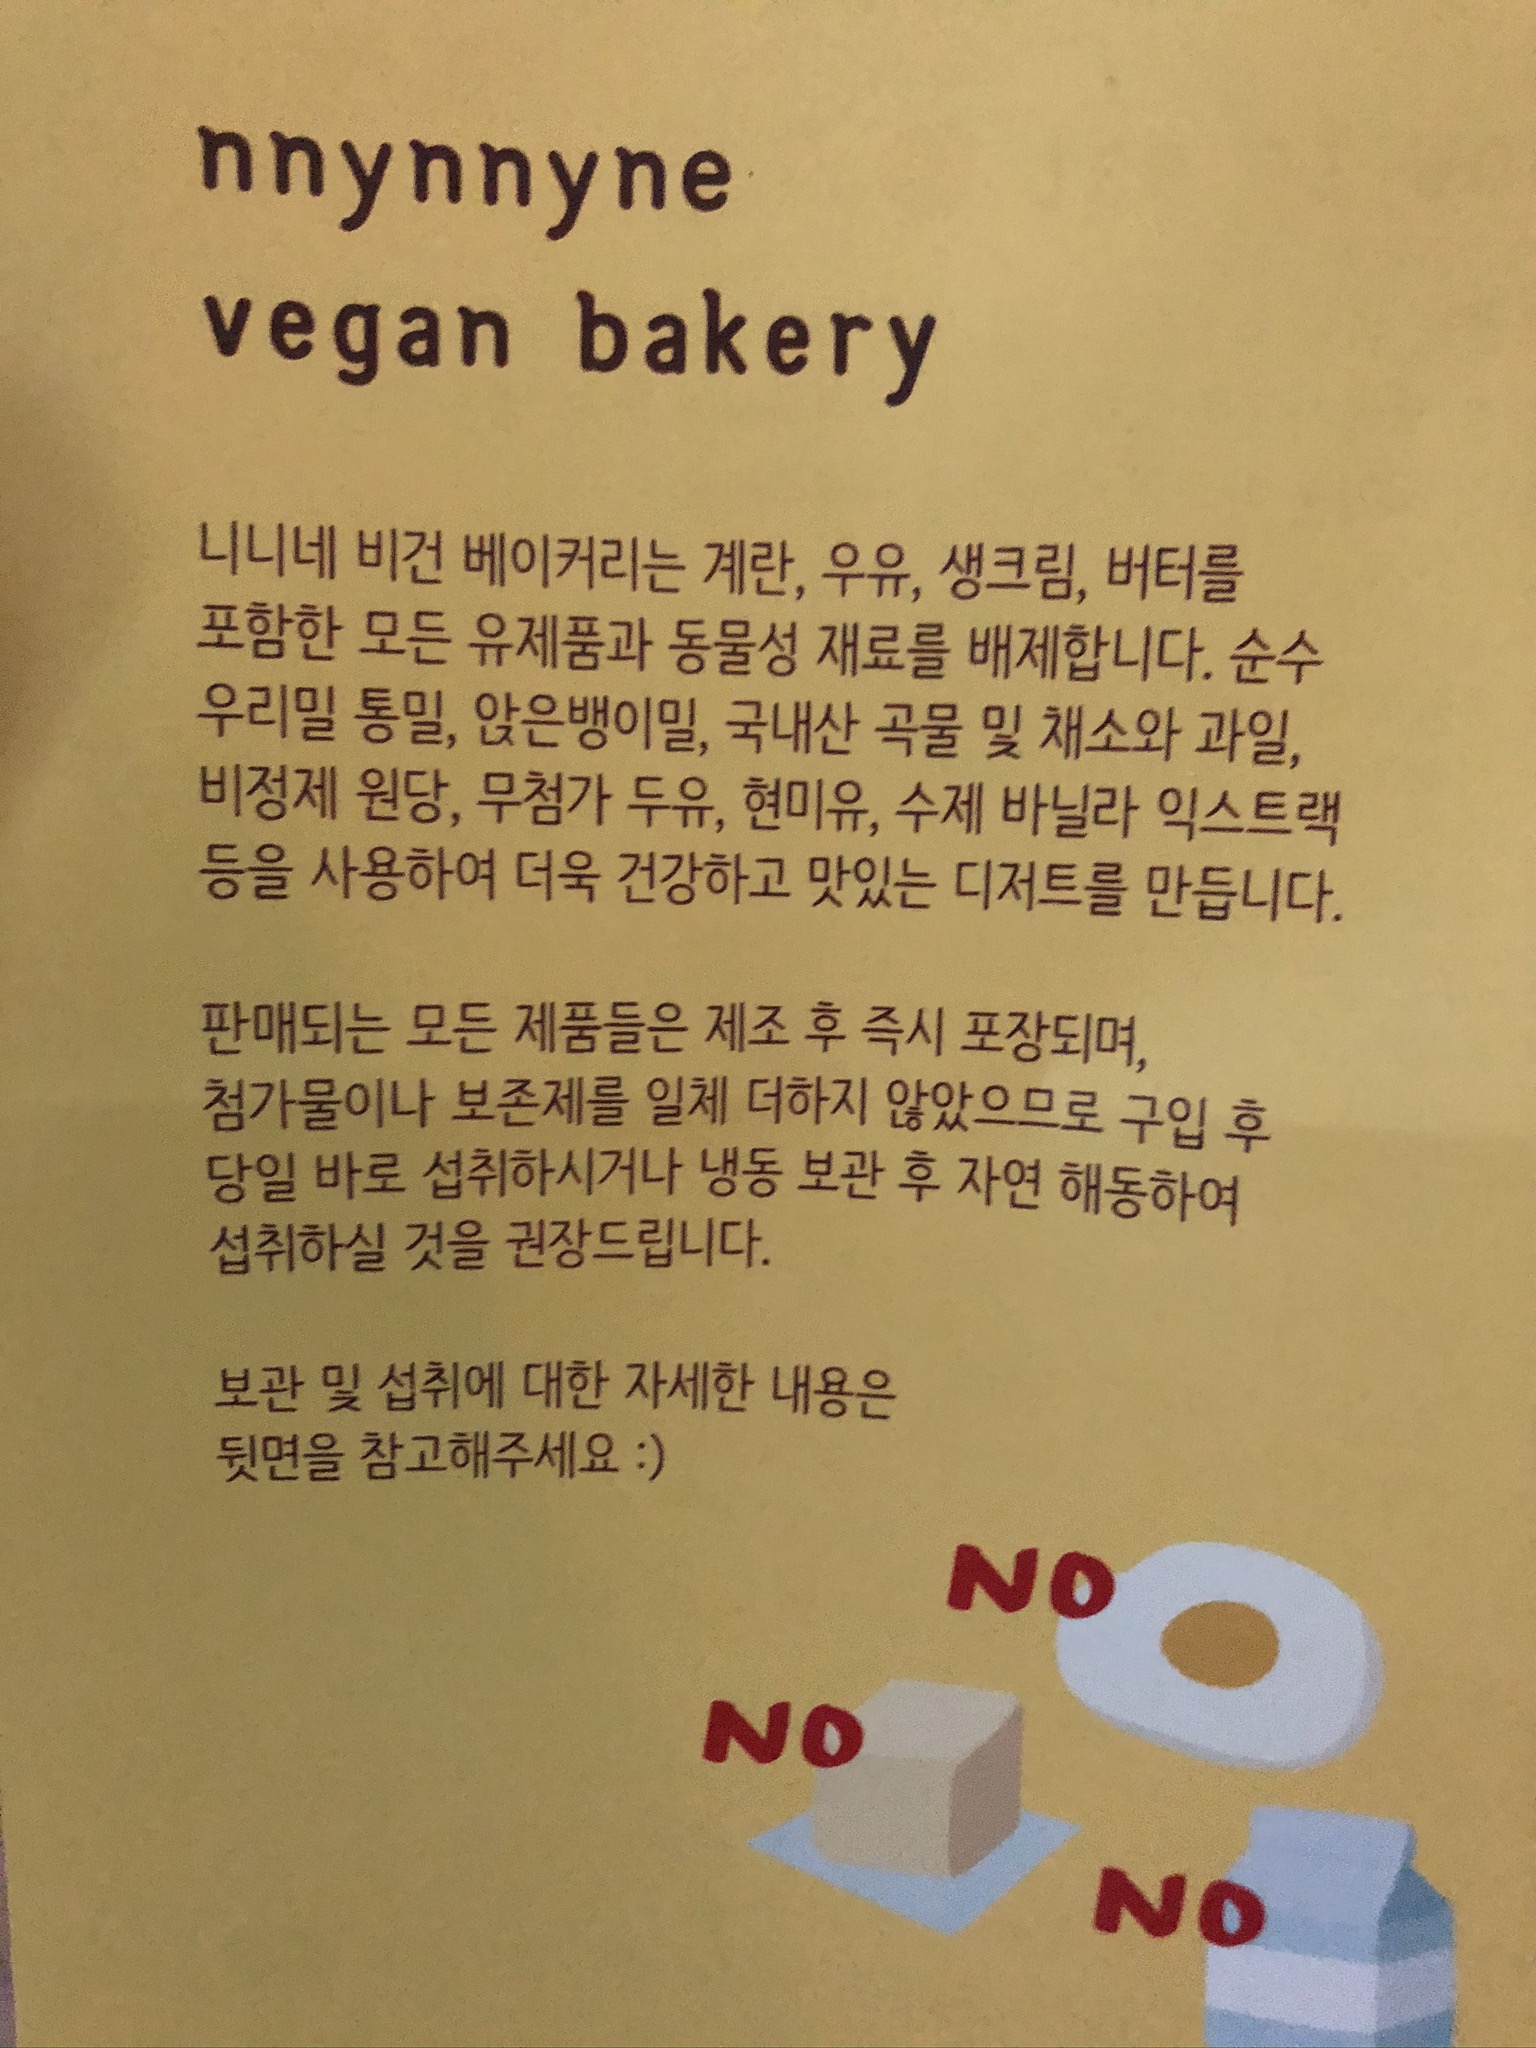 nnynnyne
vegan bakery
니니네 비건 베이커리는 계란, 우유, 생크림, 버터를
포함한 모든 유제품과 동물성 재료를 배제합니다. 순수
우리밀 통밀, 앉은뱅이밀, 국내산 곡물 및 채소와 과일,
비정제 원당, 무첨가 두유, 현미유, 수제 바닐라 익스트랙
등을 사용하여 더욱 건강하고 맛있는 디저트를 만듭니다.
판매되는 모든 제품들은 제조 후 즉시 포장되며,
첨가물이나 보존제를 일체 더하지 않았으므로 구입 후
당일 바로 섭취하시거나 냉동 보관 후 자연 해동하여
섭취하실 것을 권장드립니다.
보관 및 섭취에 대한 자세한 내용은
뒷면을 참고해주세요 :)
NO
NO
NO